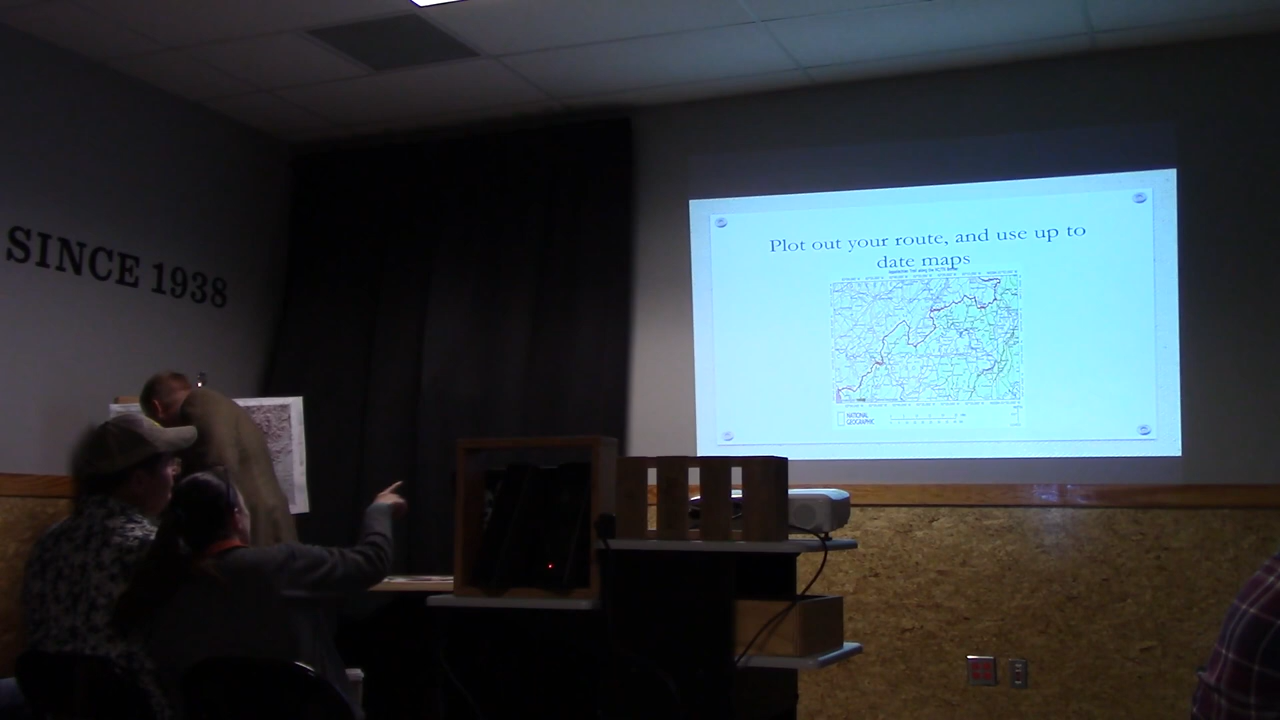 SINCE 1938
Plot out your route, and use up to
date maps
NATIONAL
GEOGRAPHIC